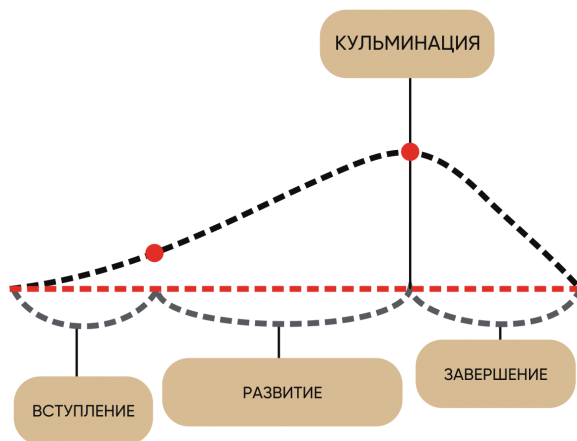 КУЛЬМИНАЦИЯ
ВСТУПЛЕНИЕ
РАЗВИТИЕ
ЗАВЕРШЕНИЕ